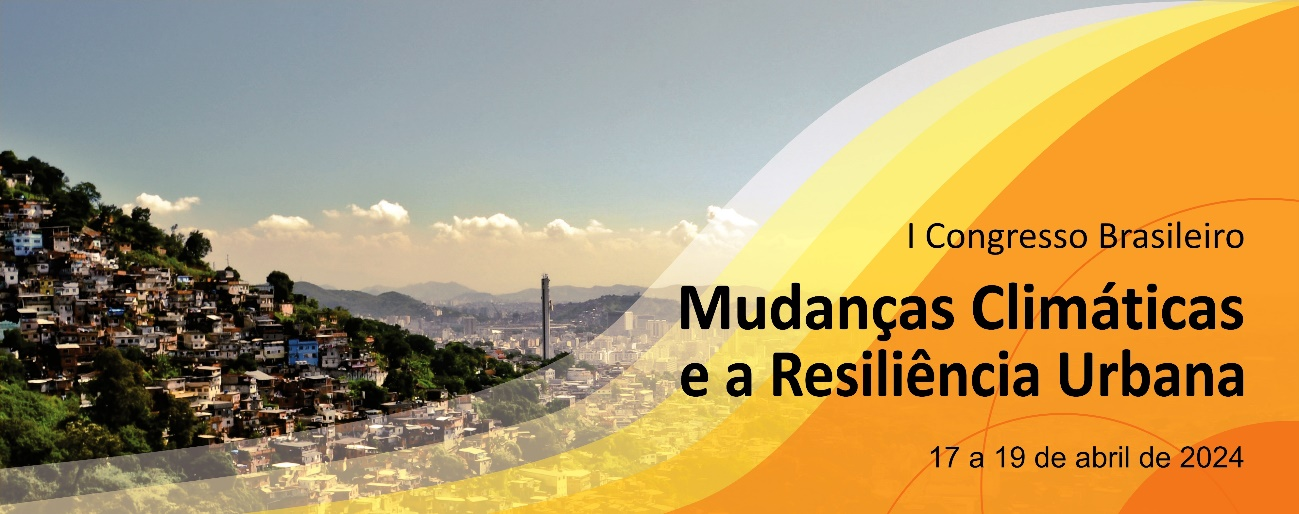 I Congresso Brasileiro
Mudanças Climáticas
e a Resiliência Urbana
17 a 19 de abril de 2024